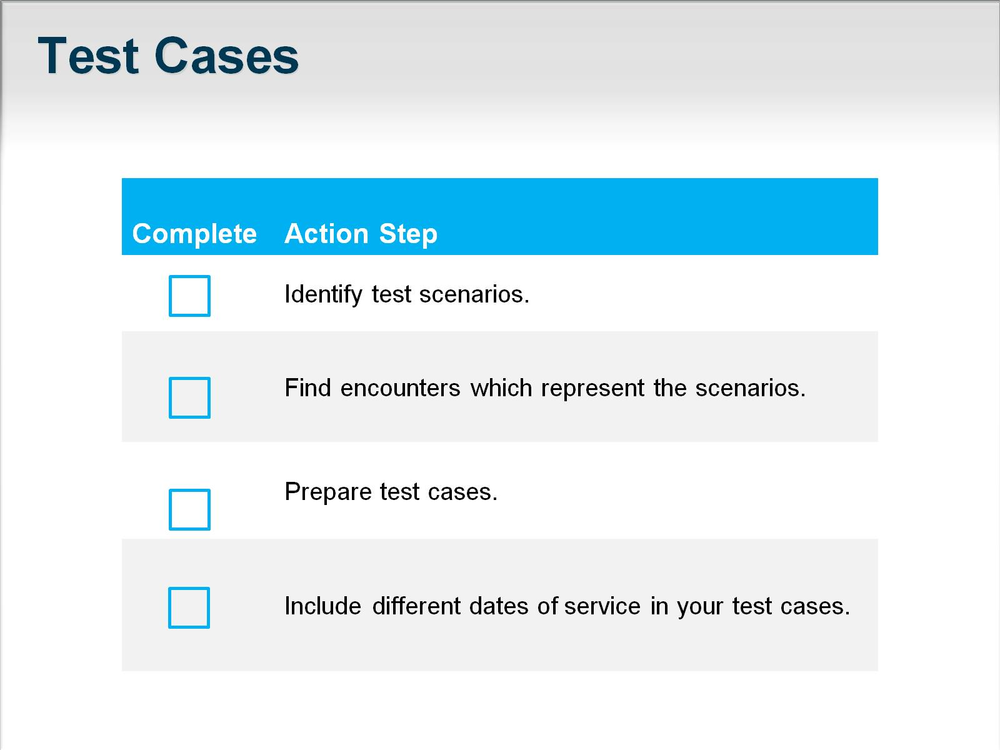 Test Cases
Complete Action Step
Identify test scenarios.
Find encounters which represent the scenarios.
Prepare test cases.
Include different dates of service in your test cases.